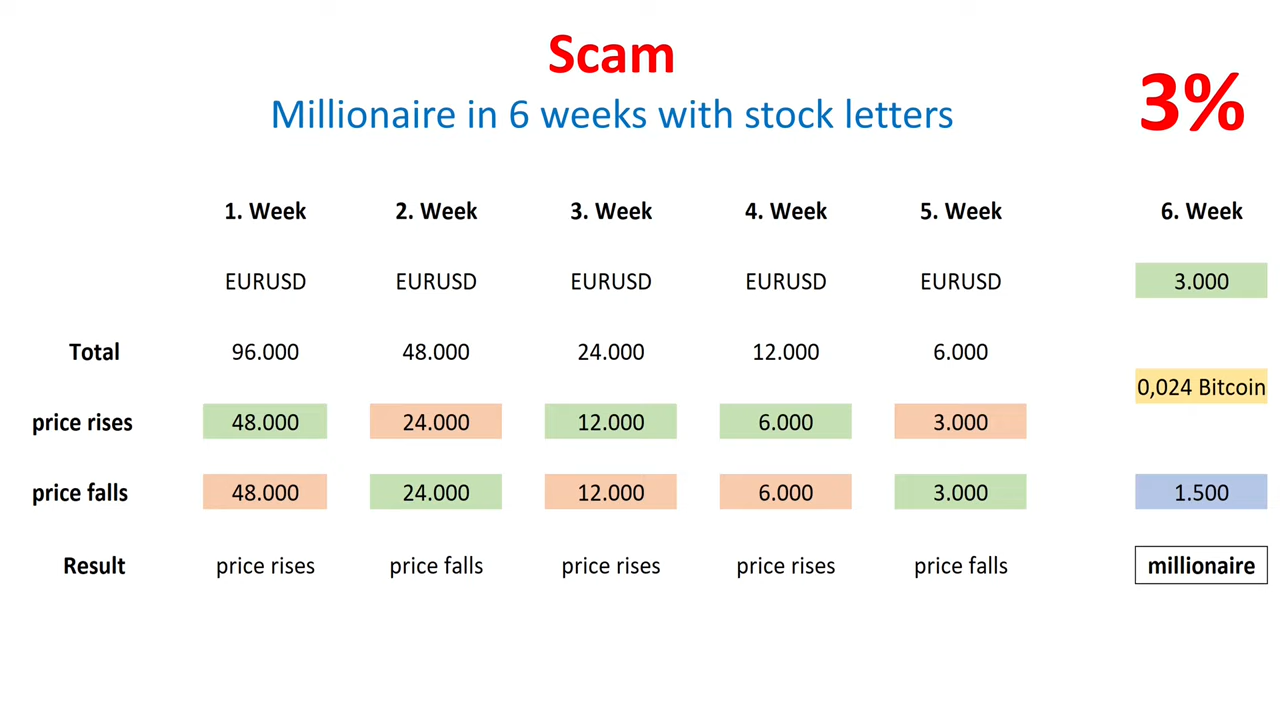 Scam
Millionaire in 6 weeks with stock letters
3%
1. Week 2. Week 3. Week 4. Week 5. Week 6. Week
EURUSD EURUSD EURUSD EURUSD EURUSD 3.000
Total 96.000 48.000 24.000 12.000 6.000
0,024 Bitcoin
price rises 48.000 24.000 12.000 6.000 3.000
price falls 48.000 24.000 12.000 6.000 3.000 1.500
Result price rises price falls price rises price rises price falls millionaire